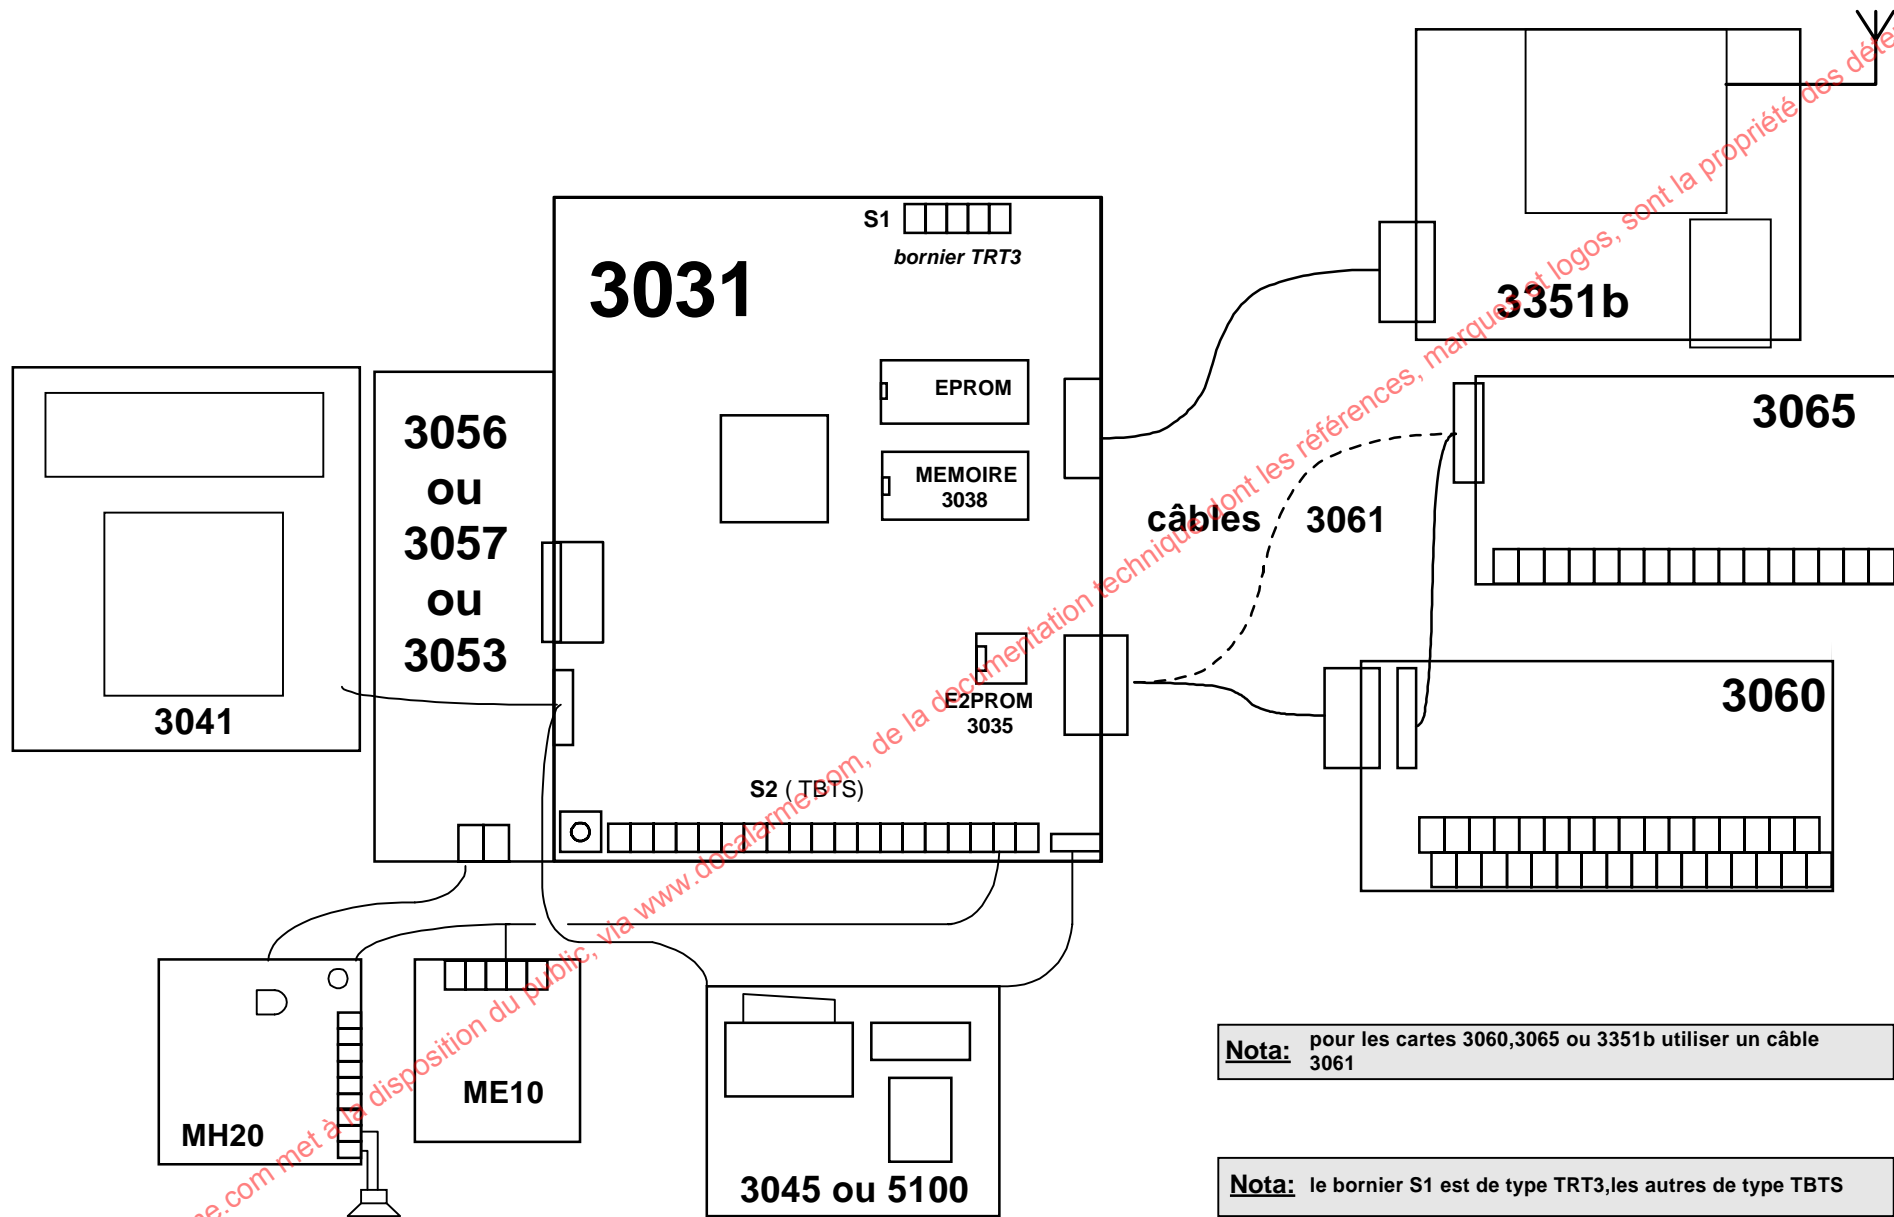 S1
bornier TRT3
3031
3351b
EPROM
3065
3056
ou
3057
ou
3053
MEMOIRE
3038
câbles 3061
E2PROM
3035
3060
3041
S2 ( TBTS)
MH20
ME10
3045 ou 5100
Nota: pour les cartes 3060,3065 ou 3351b utiliser un câble
3061
Nota: le bornier S1 est de type TRT3,les autres de type TBTS
me.com met à la disposition du public, via www.docalarme.com, de la documentation technique dont les références, marques et logos, sont la propriété des